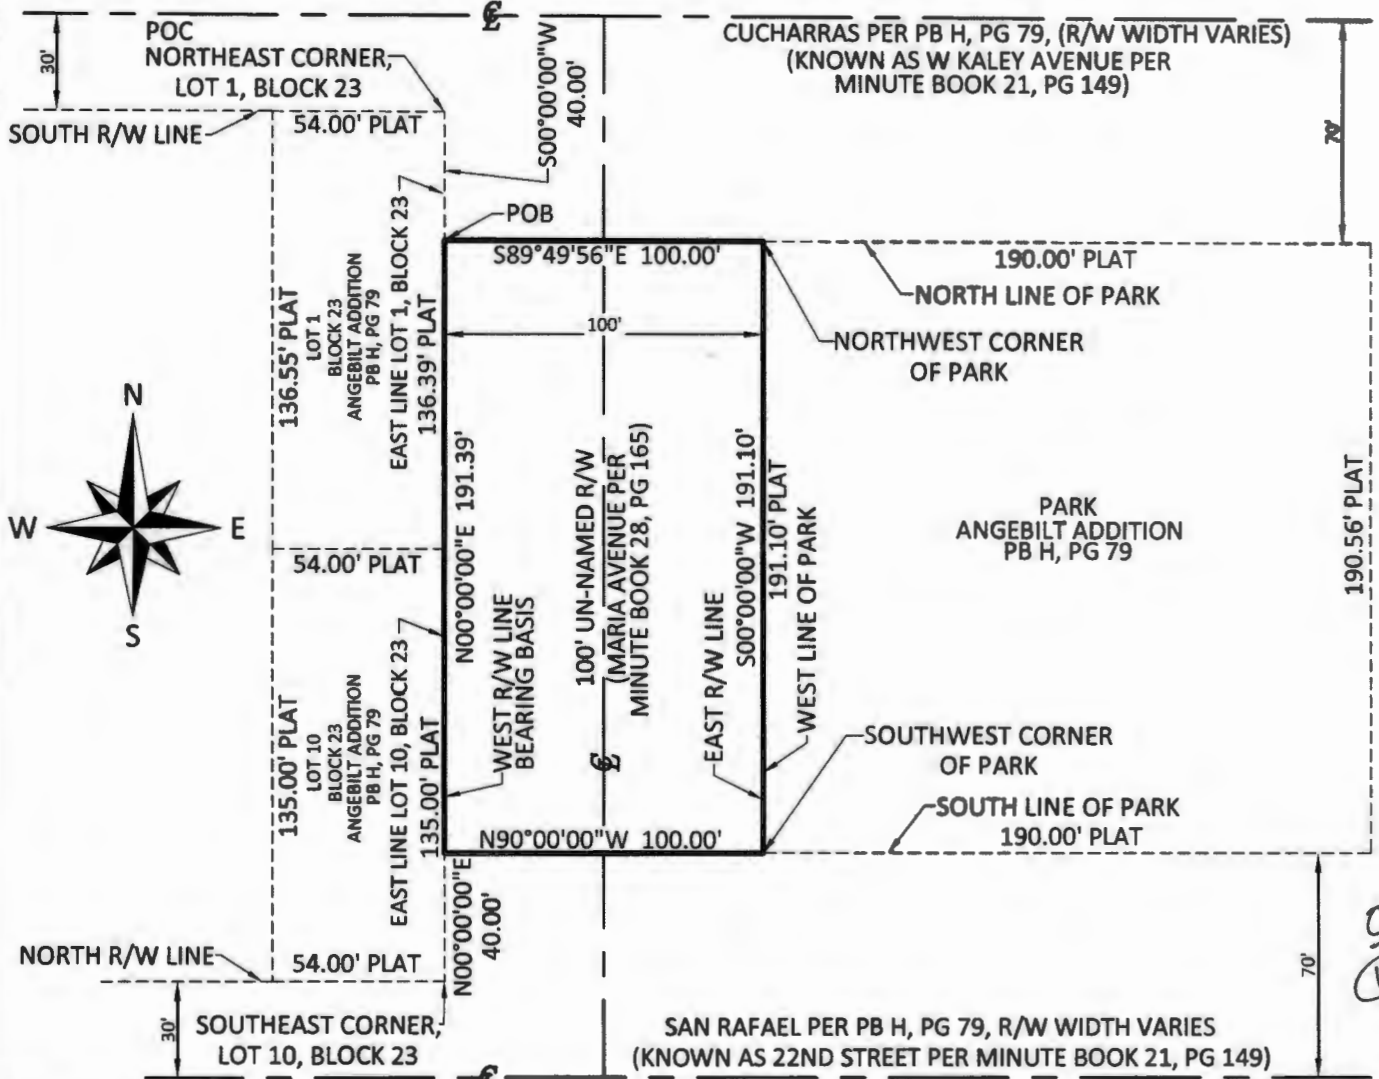 CUCHARRAS PER PB H, PG 79, (R/W WIDTH VARIES)
(KNOWN AS W KALEY AVENUE PER
MINUTE BOOK 21, PG 149)
30'
POC
NORTHEAST CORNER,
LOT 1, BLOCK 23
S00°00'00"W
40.00'
SOUTH R/W LINE
54.00' PLAT
POB
S89°49'56"E 100.00'
100'
190.00' PLAT
NORTH LINE OF PARK
NORTHWEST CORNER
OF PARK
136.55' PLAT
LOT 1
BLOCK 23
ANGEBILT ADDITION
PB H, PG 79
EAST LINE LOT 1, BLOCK 23
136.39' PLAT
N00°00'00"E 191.39'
100' UN-NAMED R/W
(MARIA AVENUE PER
MINUTE BOOK 28, PG 165)
S00°00'00"W 191.10'
191.10' PLAT
PARK
ANGEBILT ADDITION
PB H, PG 79
190.56' PLAT
N
W
E
S
54.00' PLAT
135.00' PLAT
LOT 10
BLOCK 23
ANGEBILT ADDITION
PB H, PG 79
EAST LINE LOT 10, BLOCK 23
135.00' PLAT
WEST R/W LINE
BEARING BASIS
EAST R/W LINE
WEST LINE OF PARK
SOUTHWEST CORNER
OF PARK
SOUTH LINE OF PARK
190.00' PLAT
N90°00'00"W 100.00'
N00°00'00"E
40.00'
NORTH R/W LINE
54.00' PLAT
30'
SOUTHEAST CORNER,
LOT 10, BLOCK 23
70'
SAN RAFAEL PER PB H, PG 79, R/W WIDTH VARIES
(KNOWN AS 22ND STREET PER MINUTE BOOK 21, PG 149)